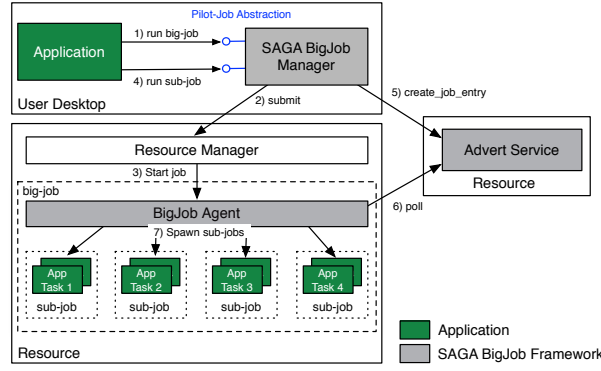 Pilot-Job Abstraction
Application
1) run big-job
4) run sub-job
SAGA BigJob
Manager
User Desktop
2) submit
5) create_job_entry
Resource Manager
3) Start job
Advert Service
Resource
big-job
BigJob Agent
6) poll
7) Spawn sub-jobs
App
Task 1
App
Task 2
App
Task 3
App
Task 4
sub-job
sub-job
sub-job
sub-job
Resource
Application
SAGA BigJob Framework